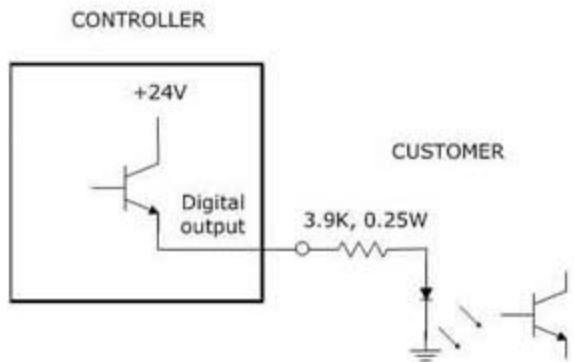 CONTROLLER
+24V
CUSTOMER
Digital
output
3.9K, 0.25W